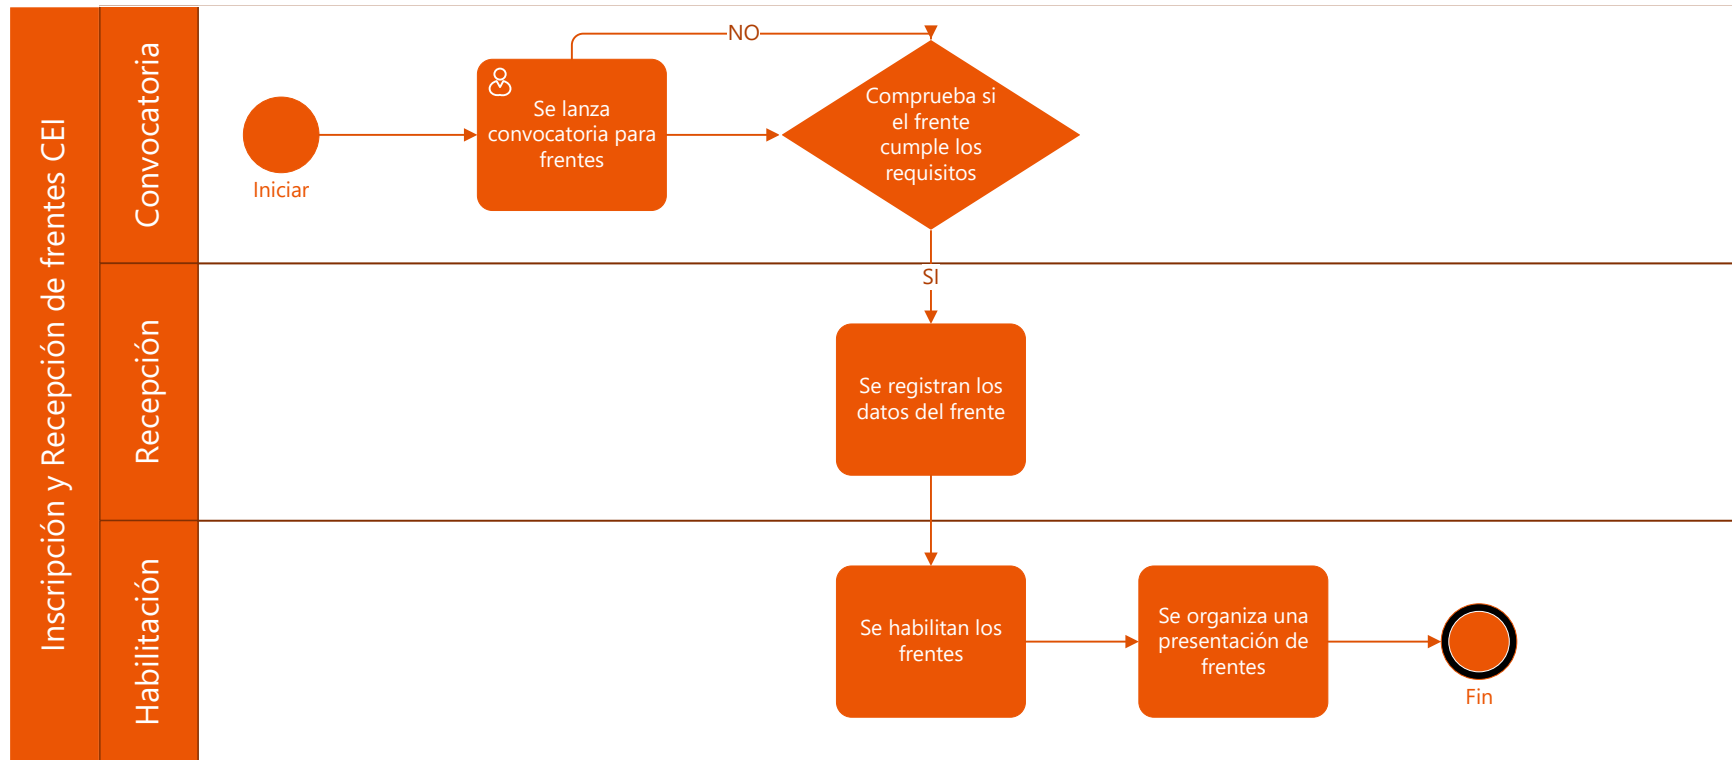 Inscripción y Recepción de frentes CEI
Convocatoria
Iniciar
Se lanza
convocatoria para
frentes
NO
Comprueba si
el frente
cumple los
requisitos
SI
Recepción
Se registran los
datos del frente
Habilitación
Se habilitan los
frentes
Se organiza una
presentación de
frentes
Fin